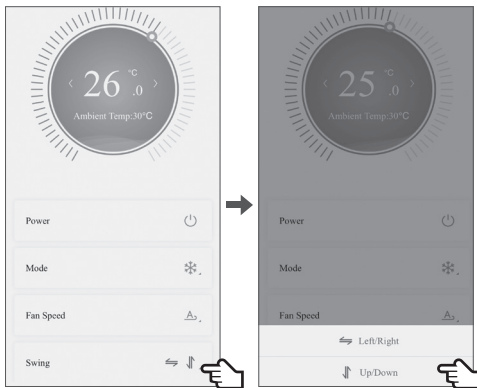 26 °C .0
Ambient Temp:30°C
Power
Mode
Fan Speed
A
Swing
25 °C .0
Ambient Temp:30°C
Power
Mode
Fan Speed
A
Left/Right
Up/Down